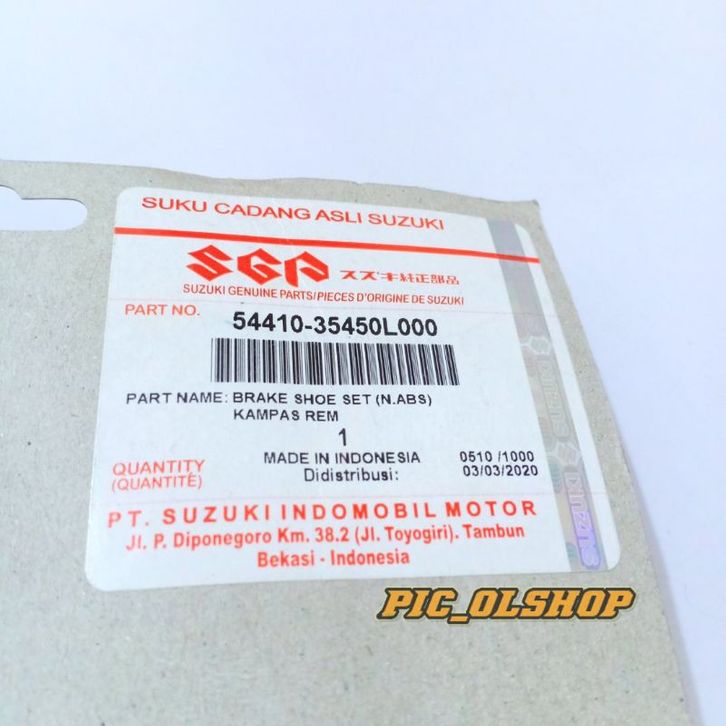 SUKU CADANG ASLI SUZUKI
SGP スズキ純正部品
SUZUKI GENUINE PARTS/PIECES D'ORIGINE DE SUZUKI
PART NO. 54410-35450L000
PART NAME: BRAKE SHOE SET (N.ABS)
KAMPAS REM
1
MADE IN INDONESIA 0510 /1000
QUANTITY Didistribusi: 03/03/2020
(QUANTITÉ)
PT. SUZUKI INDOMOBIL MOTOR
Jl. P. Diponegoro Km. 38.2 (Jl. Toyogiri). Tambun
Bekasi - Indonesia
SUZUKI
PIC_OLSHOP